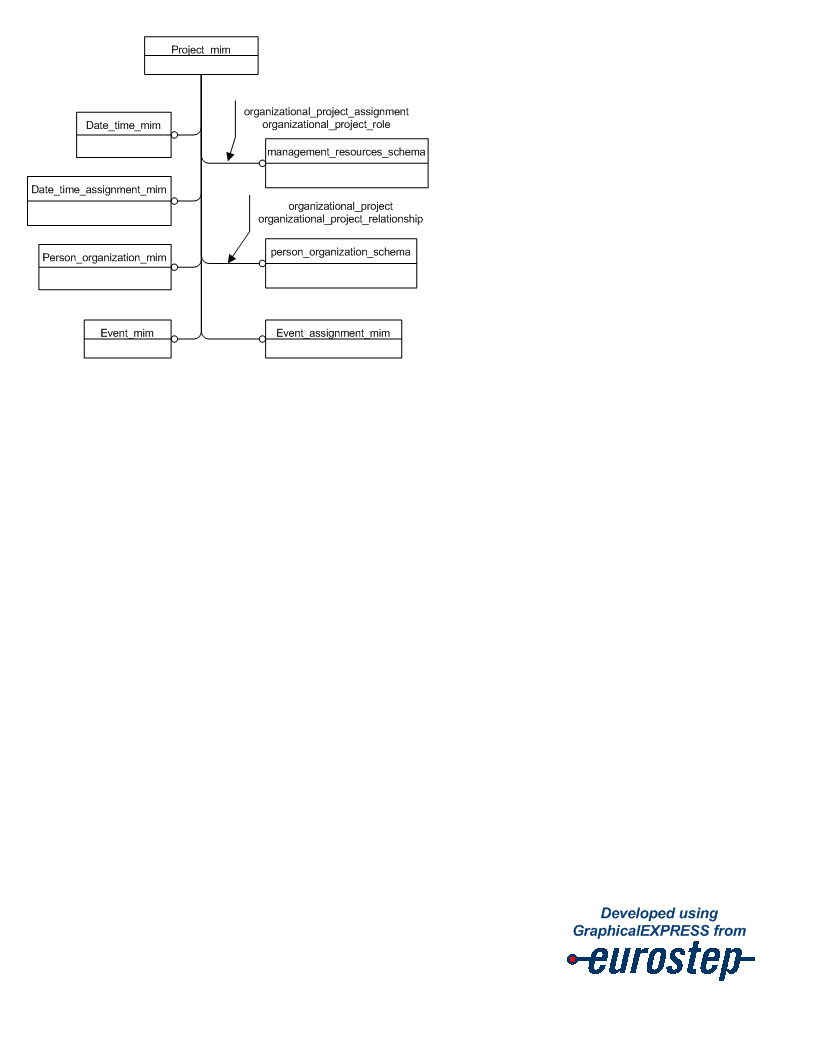 Project_mim
organizational_project_assignment
organizational_project_role
Date_time_mim
management_resources_schema
Date_time_assignment_mim
organizational_project
organizational_project_relationship
Person_organization_mim
person_organization_schema
Event_mim
Event_assignment_mim
Developed using
GraphicalEXPRESS from
eurostep